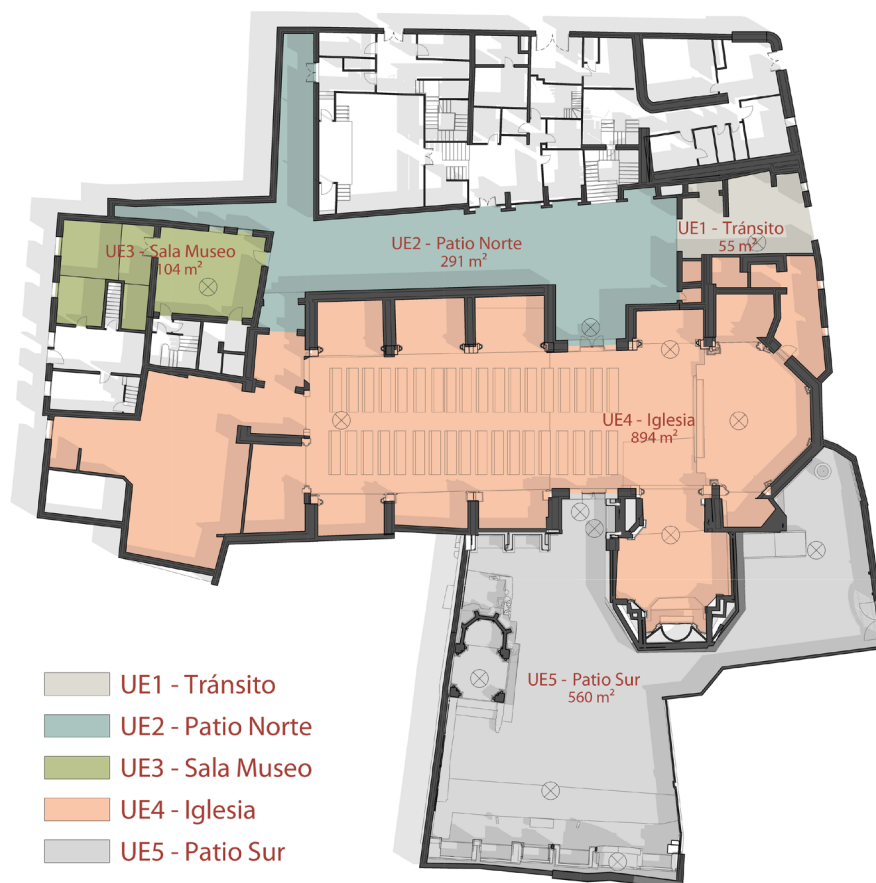 UE1 - Tránsito
55 m²
UE2 - Patio Norte
291 m²
UE3 - Sala Museo
104 m²
UE4 - Iglesia
894 m²
UE5 - Patio Sur
560 m²
UE1 - Tránsito
UE2 - Patio Norte
UE3 - Sala Museo
UE4 - Iglesia
UE5 - Patio Sur